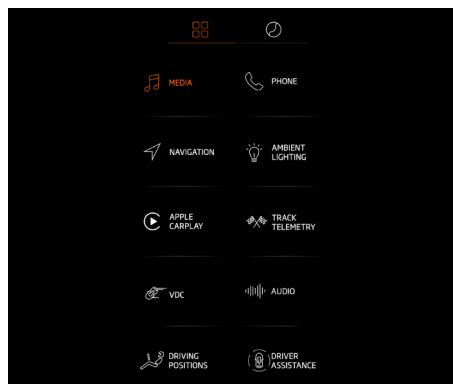 MEDIA
PHONE
NAVIGATION
AMBIENT
LIGHTING
APPLE
CARPLAY
TRACK
TELEMETRY
VDC
AUDIO
DRIVING
POSITIONS
DRIVER
ASSISTANCE